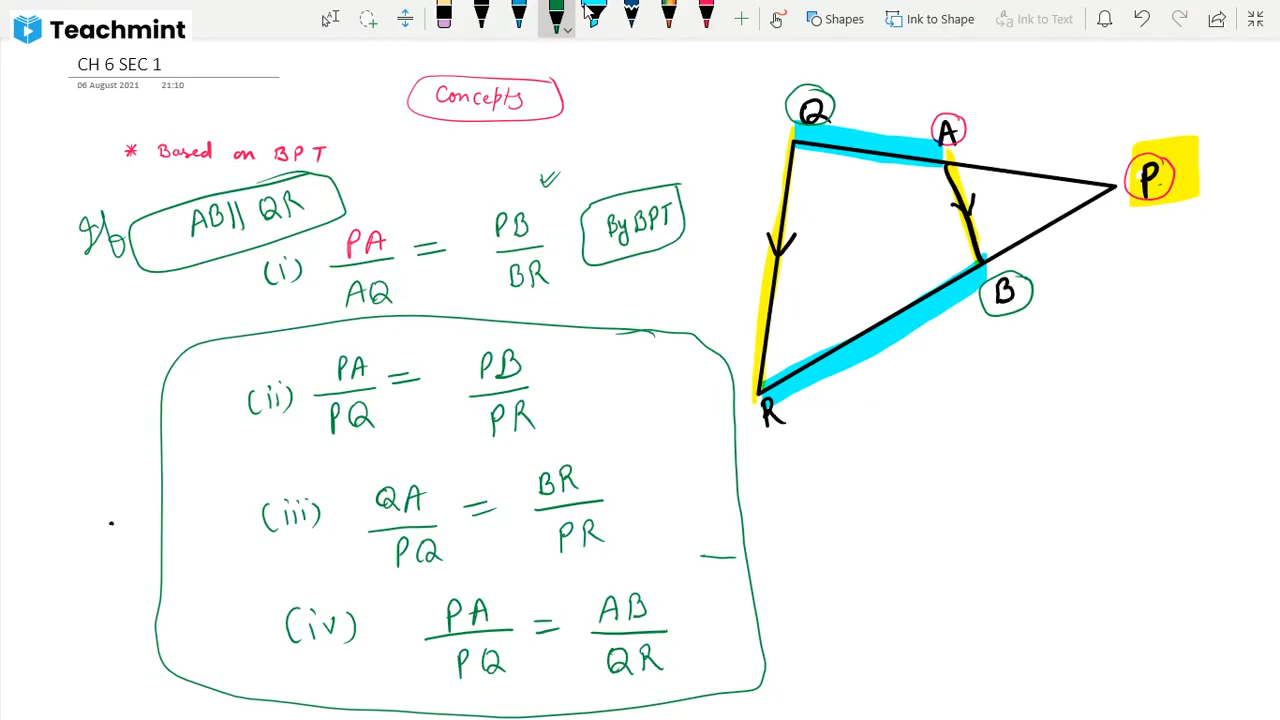 Teachmint
Shapes
Ink to Shape
Ink to Text
CH 6 SEC 1
06 August 2021 21:10
Concepts
* Based on BPT
If AB || QR
(i) PA/AQ = PB/BR By BPT
(ii) PA/PQ = PB/PR
(iii) QA/PQ = BR/PR
(iv) PA/PQ = AB/QR
Q
A
P
B
R